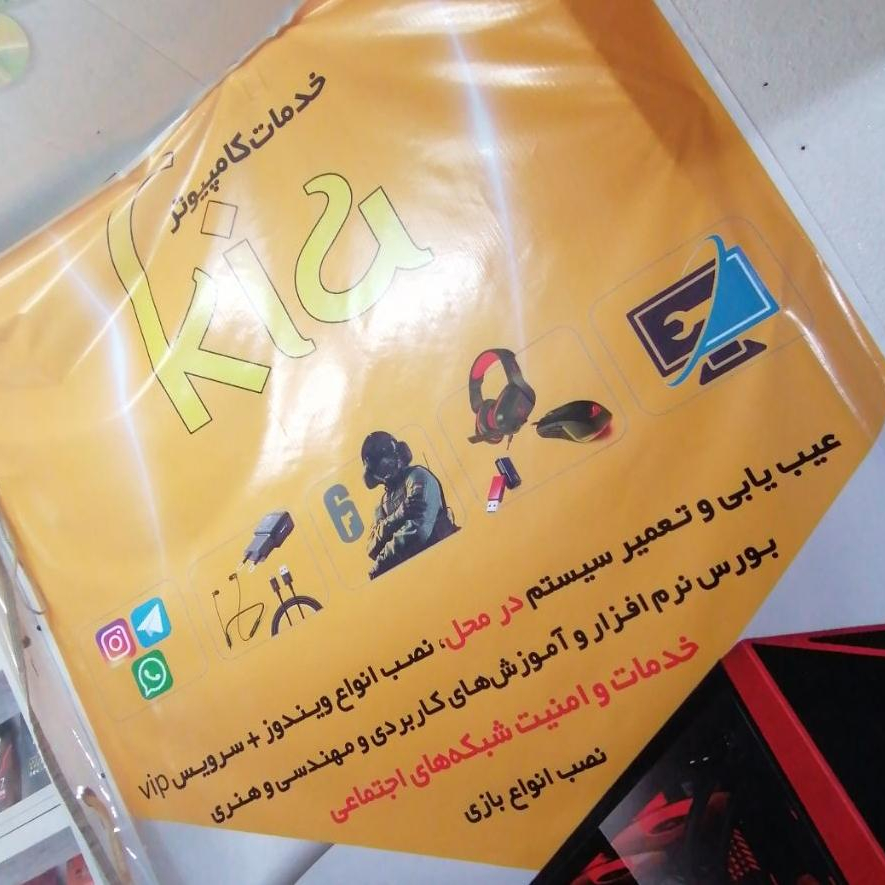 خدمات کامپیوتر
kia
6
عیب یابی و تعمیر سیستم در محل، نصب انواع ویندوز + سرویس vip
بورس نرم افزار و آموزش‌های کاربردی و مهندسی و هنری
خدمات و امنیت شبکه‌های اجتماعی
نصب انواع بازی